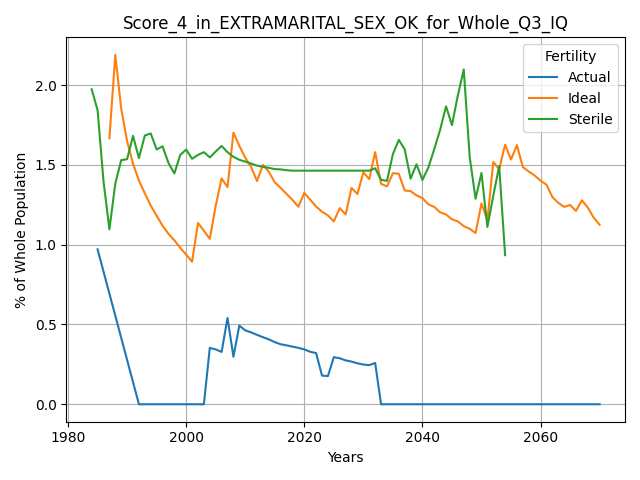 Score_4_in_EXTRAMARITAL_SEX_OK_for_Whole_Q3_IQ
Fertility
Actual
Ideal
Sterile
% of Whole Population
2.0
1.5
1.0
0.5
0.0
1980
2000
2020
2040
2060
Years